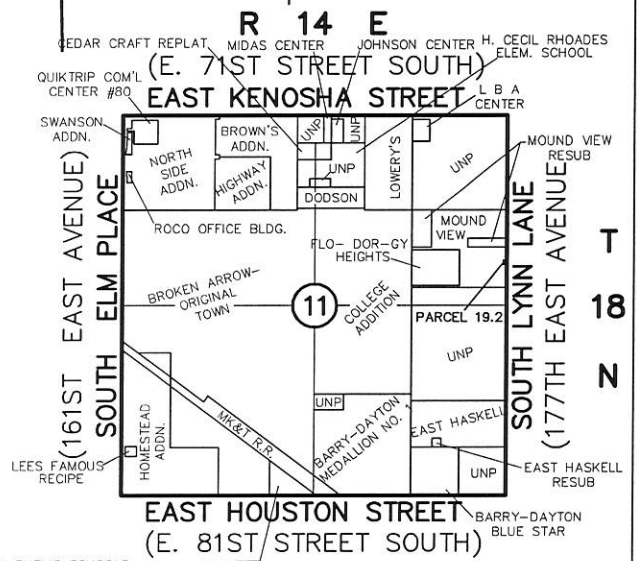 R 14 E
CEDAR CRAFT REPLAT
MIDAS CENTER
JOHNSON CENTER
H. CECIL RHOADES
ELEM. SCHOOL
(E. 71ST STREET SOUTH)
QUIKTRIP COM'L
CENTER #80
EAST KENOSHA STREET
L B A
CENTER
SWANSON
ADDN.
UNP
UNP
BROWN'S
ADDN.
MOUND VIEW
RESUB
NORTH
SIDE
ADDN.
HIGHWAY
ADDN.
UNP
LOWERY'S
UNP
DODSON
ROCO OFFICE BLDG.
MOUND
VIEW
FLO- DOR-GY
HEIGHTS
(161ST EAST AVENUE)
SOUTH ELM PLACE
SOUTH LYNN LANE
(177TH EAST AVENUE)
T
18
N
BROKEN ARROW-
ORIGINAL
TOWN
11
COLLEGE
ADDITION
PARCEL 19.2
UNP
MK&T R.R.
UNP
HOMESTEAD
ADDN.
BARRY-DAYTON
MEDALLION NO. 1
EAST HASKELL
LEES FAMOUS
RECIPE
UNP
EAST HASKELL
RESUB
EAST HOUSTON STREET
BARRY-DAYTON
BLUE STAR
(E. 81ST STREET SOUTH)